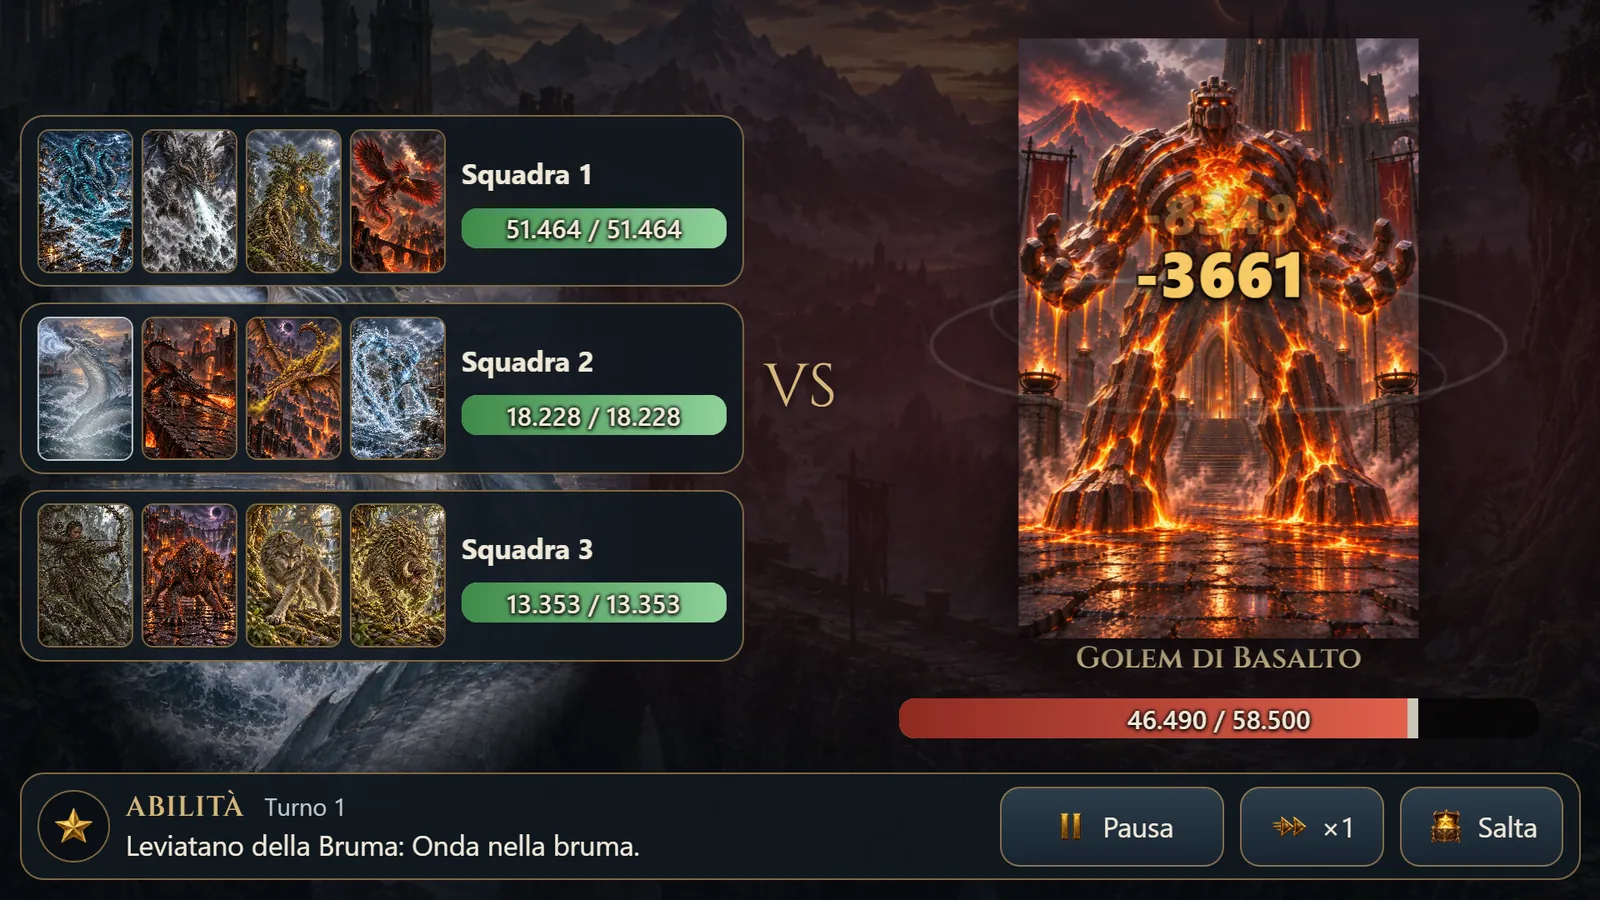 Squadra 1
51.464 / 51.464
Squadra 2
18.228 / 18.228
Squadra 3
13.353 / 13.353
VS
-8349
-3661
Golem di Basalto
46.490 / 58.500
ABILITÀ Turno 1
Leviatano della Bruma: Onda nella bruma.
Pausa
×1
Salta